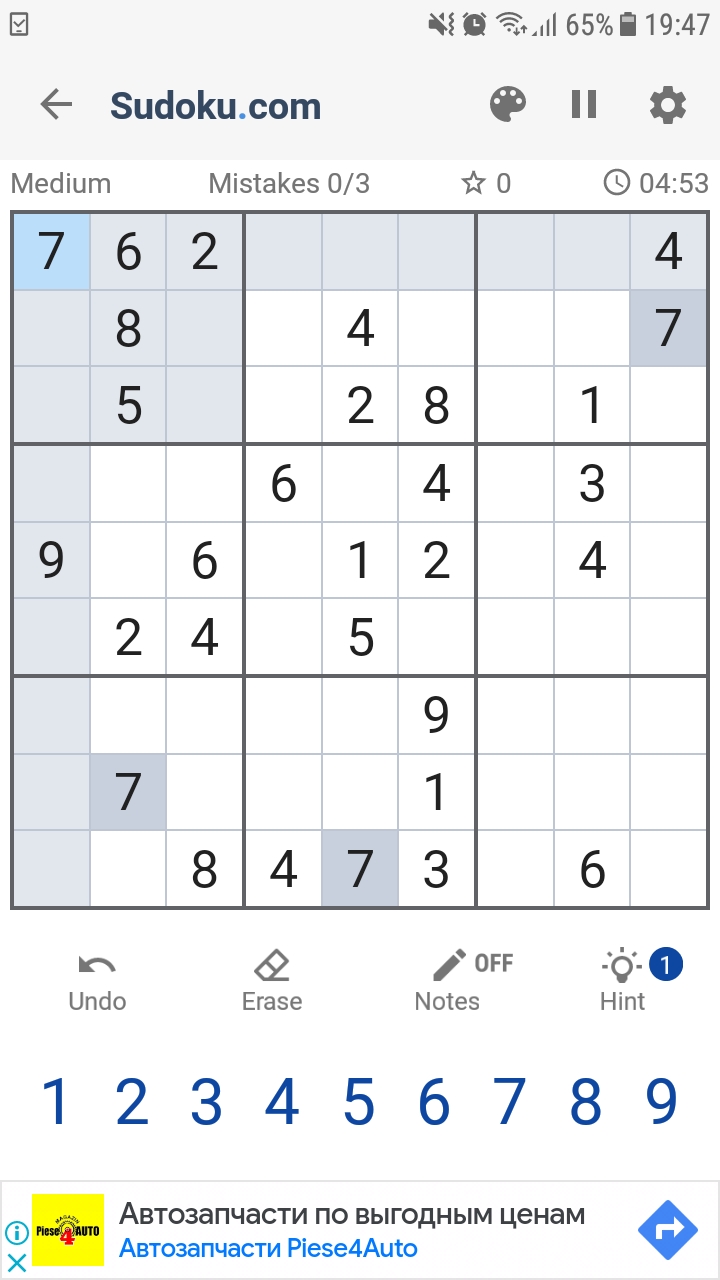 65% 19:47
Sudoku.com
Medium Mistakes 0/3 0 04:53
7 6 2 4
8 4 7
5 2 8 1
6 4 3
9 6 1 2 4
2 4 5
9
7 1
8 4 7 3 6
OFF 1
Undo Erase Notes Hint
1 2 3 4 5 6 7 8 9
MAGAZIN
Piese4AUTO
Автозапчасти по выгодным ценам
Автозапчасти Piese4Auto